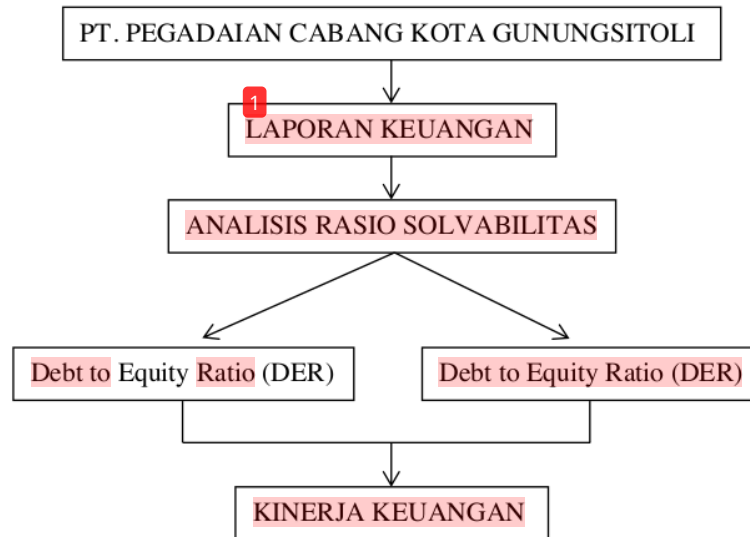 PT. PEGADAIAN CABANG KOTA GUNUNGSITOLI
1
LAPORAN KEUANGAN
ANALISIS RASIO SOLVABILITAS
Debt to Equity Ratio (DER)
Debt to Equity Ratio (DER)
KINERJA KEUANGAN